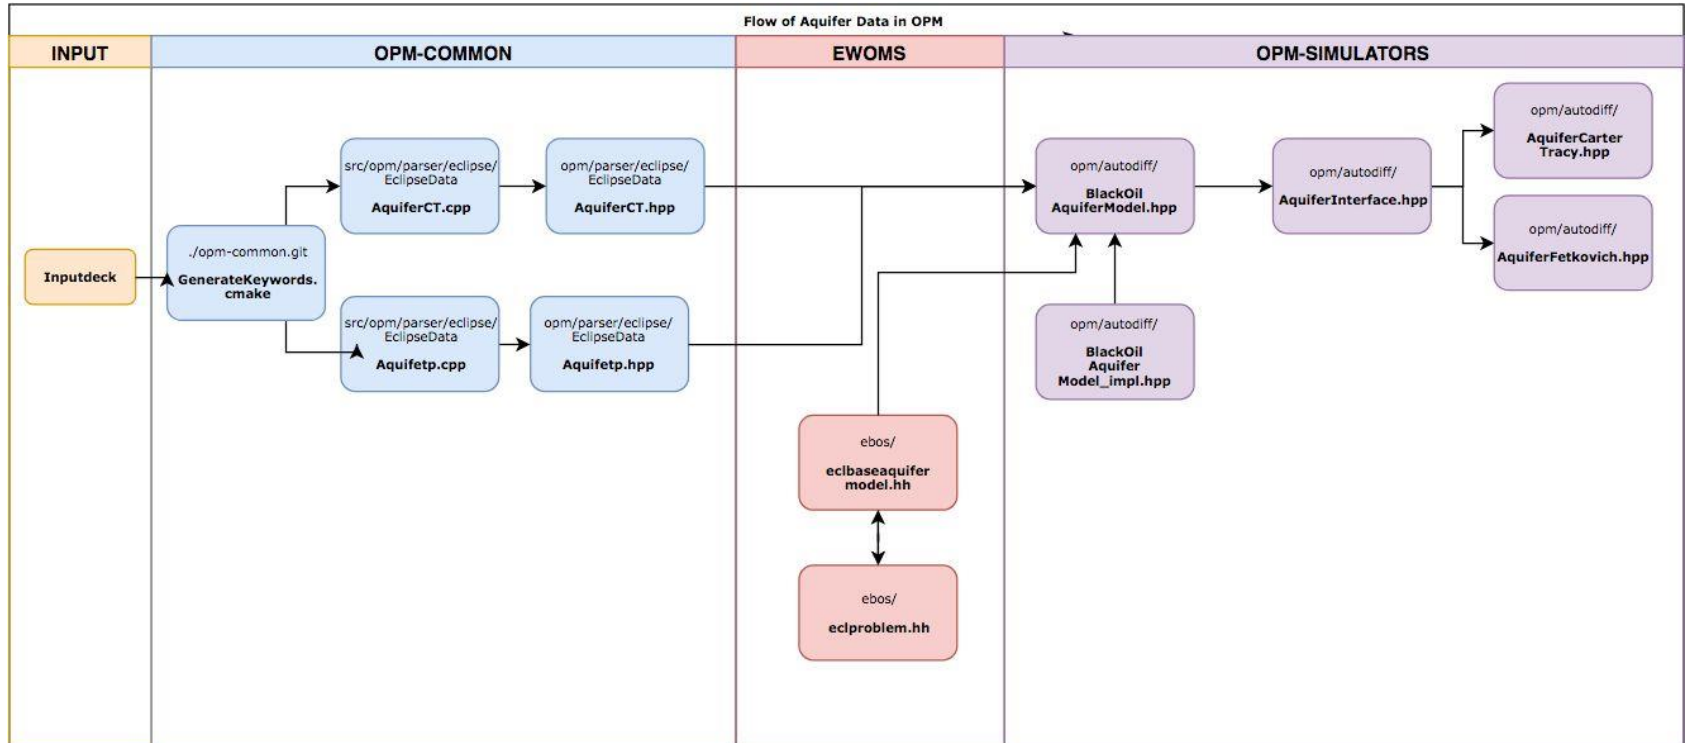 Flow of Aquifer Data in OPM
INPUT
OPM-COMMON
EWOMS
OPM-SIMULATORS
Inputdeck
./opm-common.git
GenerateKeywords.
cmake
src/opm/parser/eclipse/
EclipseData
AquiferCT.cpp
opm/parser/eclipse/
EclipseData
AquiferCT.hpp
src/opm/parser/eclipse/
EclipseData
Aquifetp.cpp
opm/parser/eclipse/
EclipseData
Aquifetp.hpp
ebos/
eclbaseaquifer
model.hh
ebos/
eclproblem.hh
opm/autodiff/
BlackOil
AquiferModel.hpp
opm/autodiff/
BlackOil
Aquifer
Model_impl.hpp
opm/autodiff/
AquiferInterface.hpp
opm/autodiff/
AquiferCarter
Tracy.hpp
opm/autodiff/
AquiferFetkovich.hpp